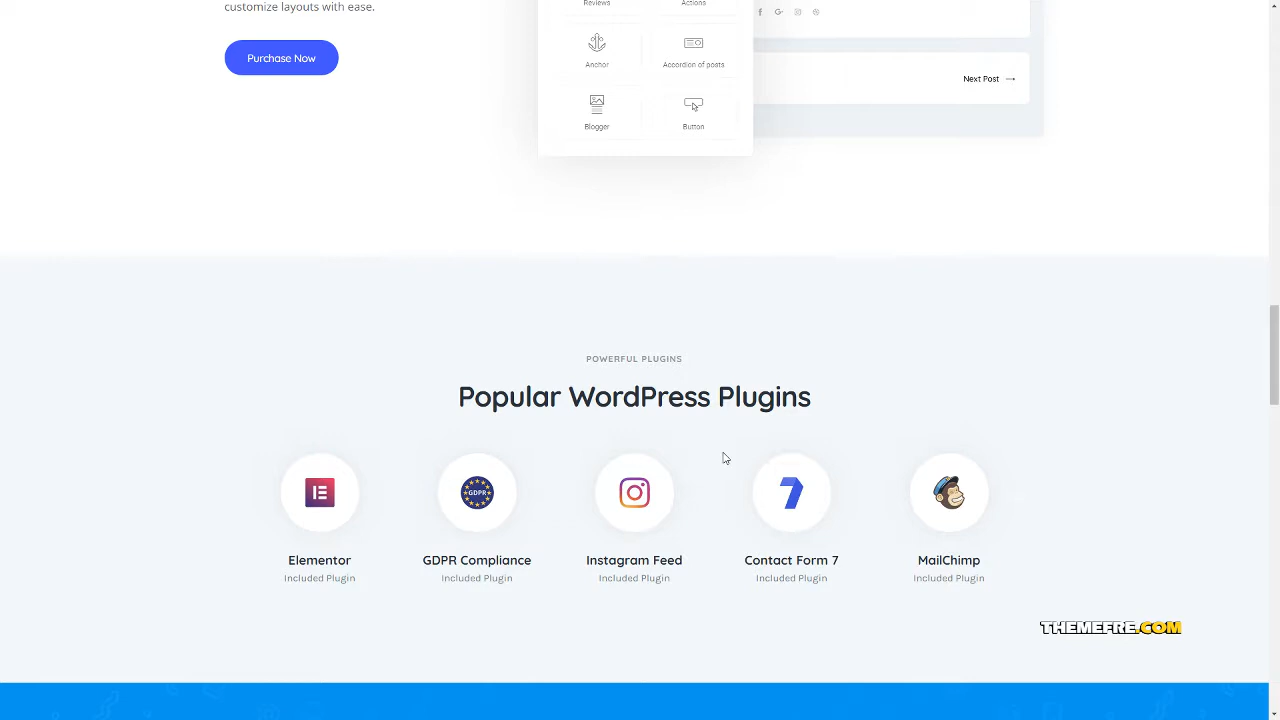 customize layouts with ease.
Purchase Now
Reviews
Actions
Anchor
Accordion of posts
Blogger
Button
Next Post
POWERFUL PLUGINS
Popular WordPress Plugins
GDPR
Elementor
GDPR Compliance
Instagram Feed
Contact Form 7
MailChimp
Included Plugin
Included Plugin
Included Plugin
Included Plugin
Included Plugin
THEMEFRE.COM